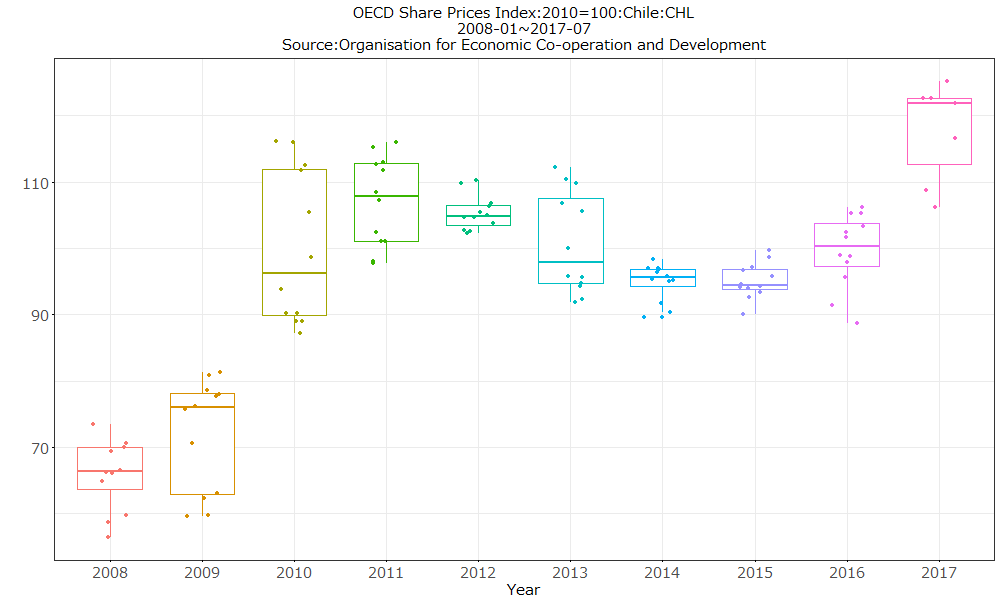 OECD Share Prices Index:2010=100:Chile:CHL
2008-01~2017-07
Source:Organisation for Economic Co-operation and Development
110
90
70
2008 2009 2010 2011 2012 2013 2014 2015 2016 2017
Year